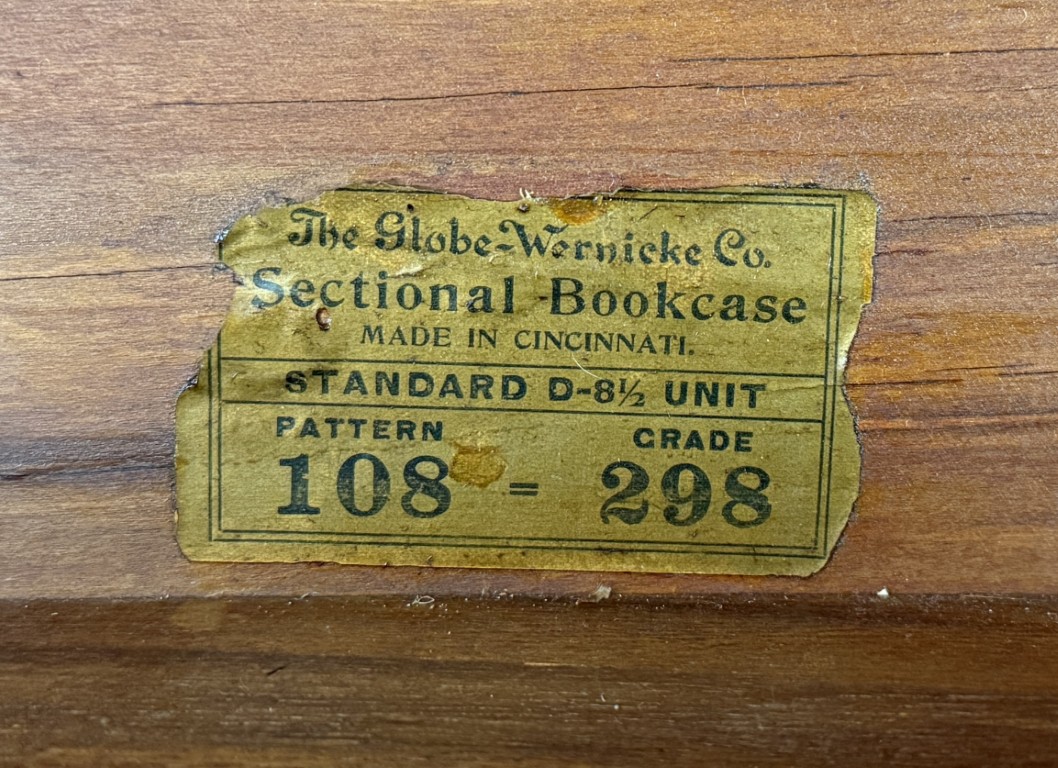 The Globe-Wernicke Co.
Sectional Bookcase
MADE IN CINCINNATI.
STANDARD D-8½ UNIT
PATTERN GRADE
108 = 298